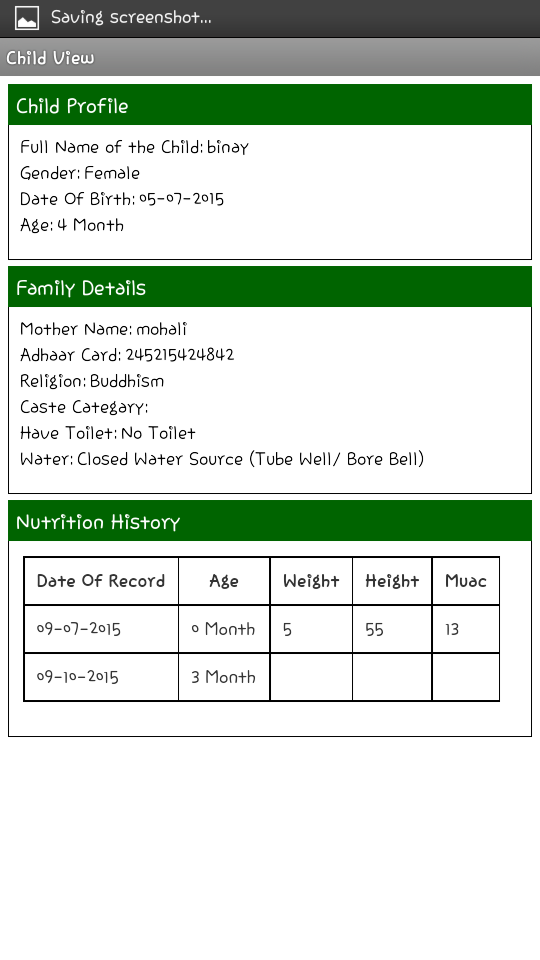 Saving screenshot...
Child View
Child Profile
Full Name of the Child: binay
Gender: Female
Date Of Birth: 05-07-2015
Age: 4 Month
Family Details
Mother Name: mohali
Adhaar Card: 245215424842
Religion: Buddhism
Caste Categary:
Have Toilet: No Toilet
Water: Closed Water Source (Tube Well/ Bore Bell)
Nutrition History
Date Of Record Age Weight Height Muac
09-07-2015 0 Month 5 55 13
09-10-2015 3 Month